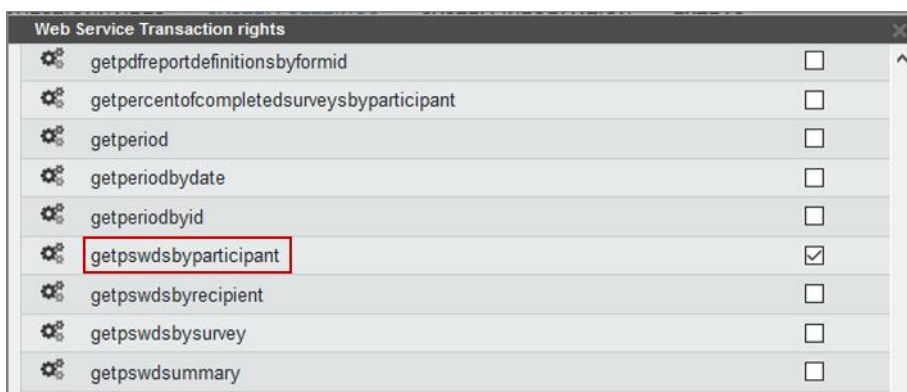 Web Service Transaction rights
getpdfreportdefinitionsbyformid
getpercentofcompletedsurveysbyparticipant
getperiod
getperiodbydate
getperiodbyid
getpswdsbyparticipant
getpswdsbyrecipient
getpswdsbysurvey
getpswdsummary